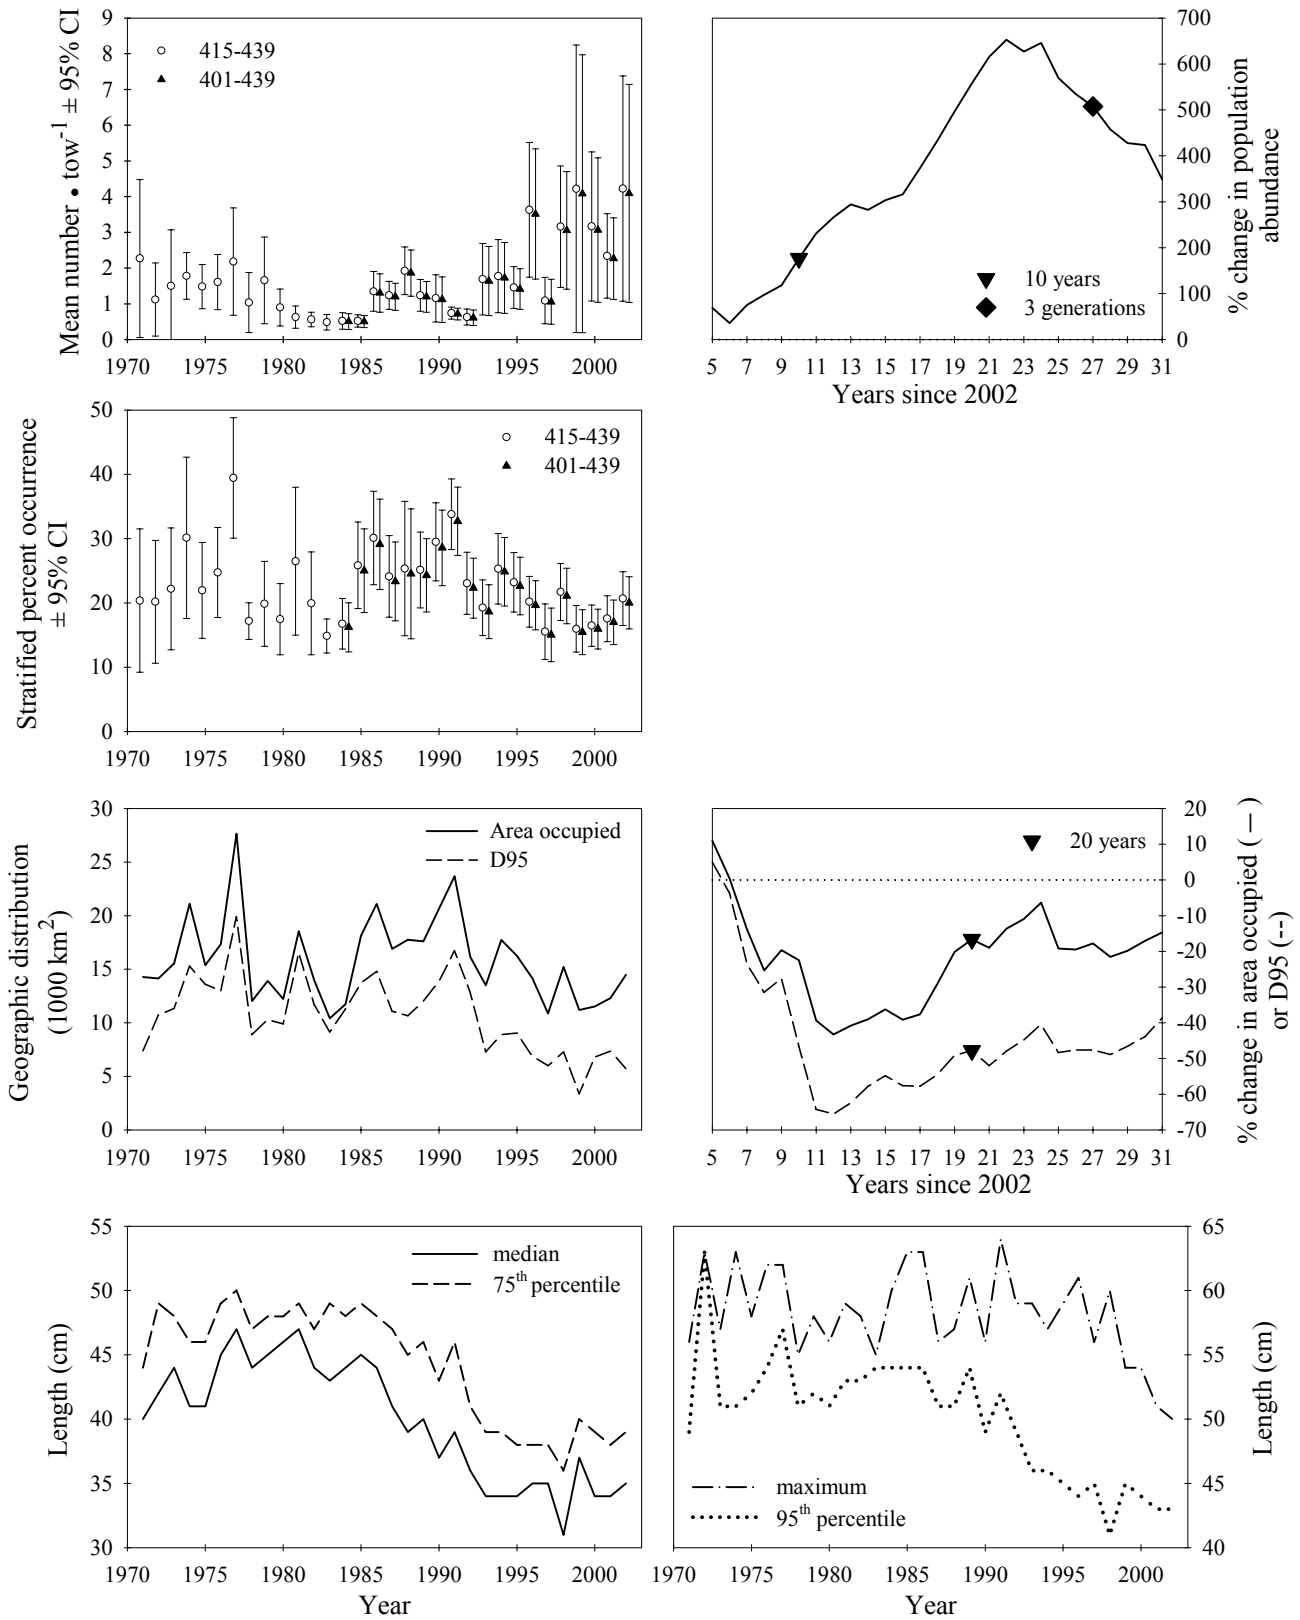 Mean number • tow⁻¹ ± 95% CI
9
8
7
6
5
4
3
2
1
0
415-439
401-439
1970 1975 1980 1985 1990 1995 2000
700
600
500
400
300
200
100
0
% change in population
abundance
10 years
3 generations
5 7 9 11 13 15 17 19 21 23 25 27 29 31
Years since 2002
Stratified percent occurrence
± 95% CI
50
40
30
20
10
0
415-439
401-439
1970 1975 1980 1985 1990 1995 2000
Geographic distribution
(1000 km²)
30
25
20
15
10
5
0
Area occupied
D95
1970 1975 1980 1985 1990 1995 2000
20
10
0
-10
-20
-30
-40
-50
-60
-70
% change in area occupied (—)
or D95 (--)
20 years
5 7 9 11 13 15 17 19 21 23 25 27 29 31
Years since 2002
Length (cm)
55
50
45
40
35
30
median
75th percentile
1970 1975 1980 1985 1990 1995 2000
Year
65
60
55
50
45
40
Length (cm)
maximum
95th percentile
1970 1975 1980 1985 1990 1995 2000
Year